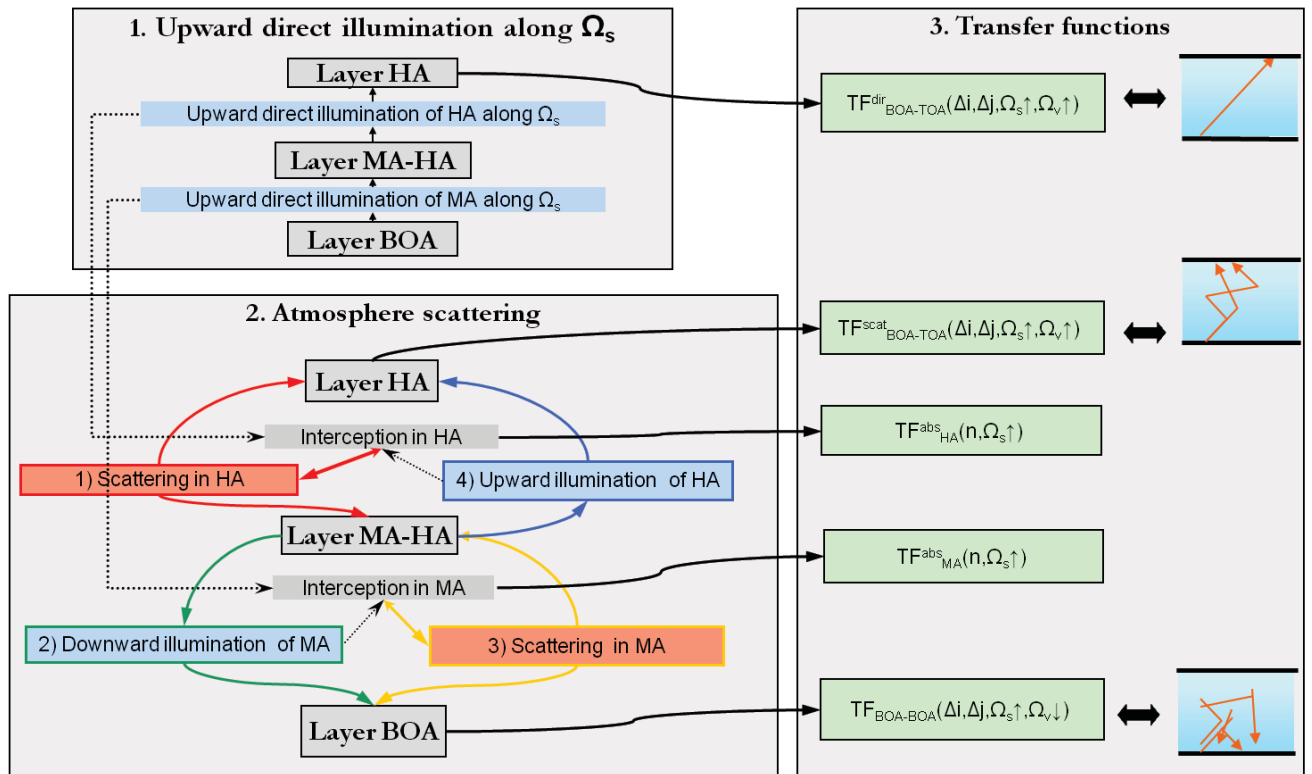 1. Upward direct illumination along Ωs
Layer HA
Upward direct illumination of HA along Ωs
Layer MA-HA
Upward direct illumination of MA along Ωs
Layer BOA
2. Atmosphere scattering
Layer HA
Interception in HA
1) Scattering in HA
4) Upward illumination of HA
Layer MA-HA
Interception in MA
2) Downward illumination of MA
3) Scattering in MA
Layer BOA
3. Transfer functions
TFdirBOA-TOA(Δi,Δj,Ωs↑,Ωv↑)
TFscatBOA-TOA(Δi,Δj,Ωs↑,Ωv↑)
TFabsHA(n,Ωs↑)
TFabsMA(n,Ωs↑)
TFBOA-BOA(Δi,Δj,Ωs↑,Ωv↓)